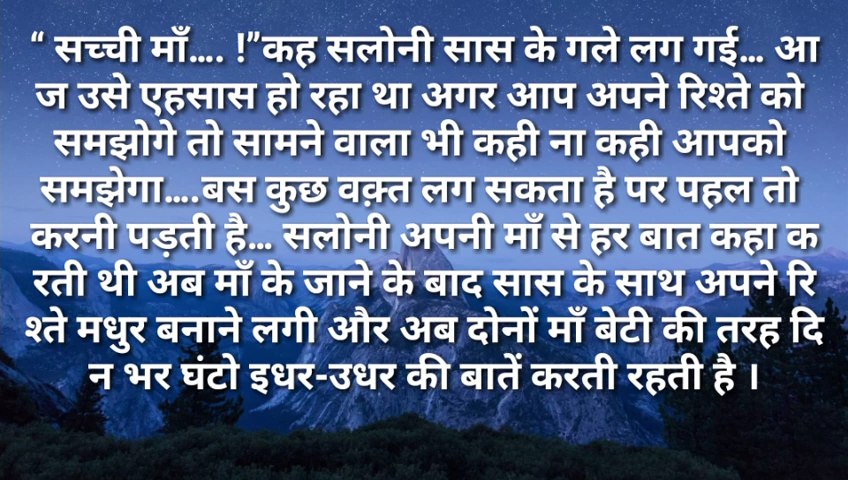 “ सच्ची माँ…. !”कह सलोनी सास के गले लग गई… आ
ज उसे एहसास हो रहा था अगर आप अपने रिश्ते को
समझोगे तो सामने वाला भी कही ना कही आपको
समझेगा….बस कुछ वक़्त लग सकता है पर पहल तो
करनी पड़ती है… सलोनी अपनी माँ से हर बात कहा क
रती थी अब माँ के जाने के बाद सास के साथ अपने रि
श्ते मधुर बनाने लगी और अब दोनों माँ बेटी की तरह दि
न भर घंटो इधर-उधर की बातें करती रहती है ।